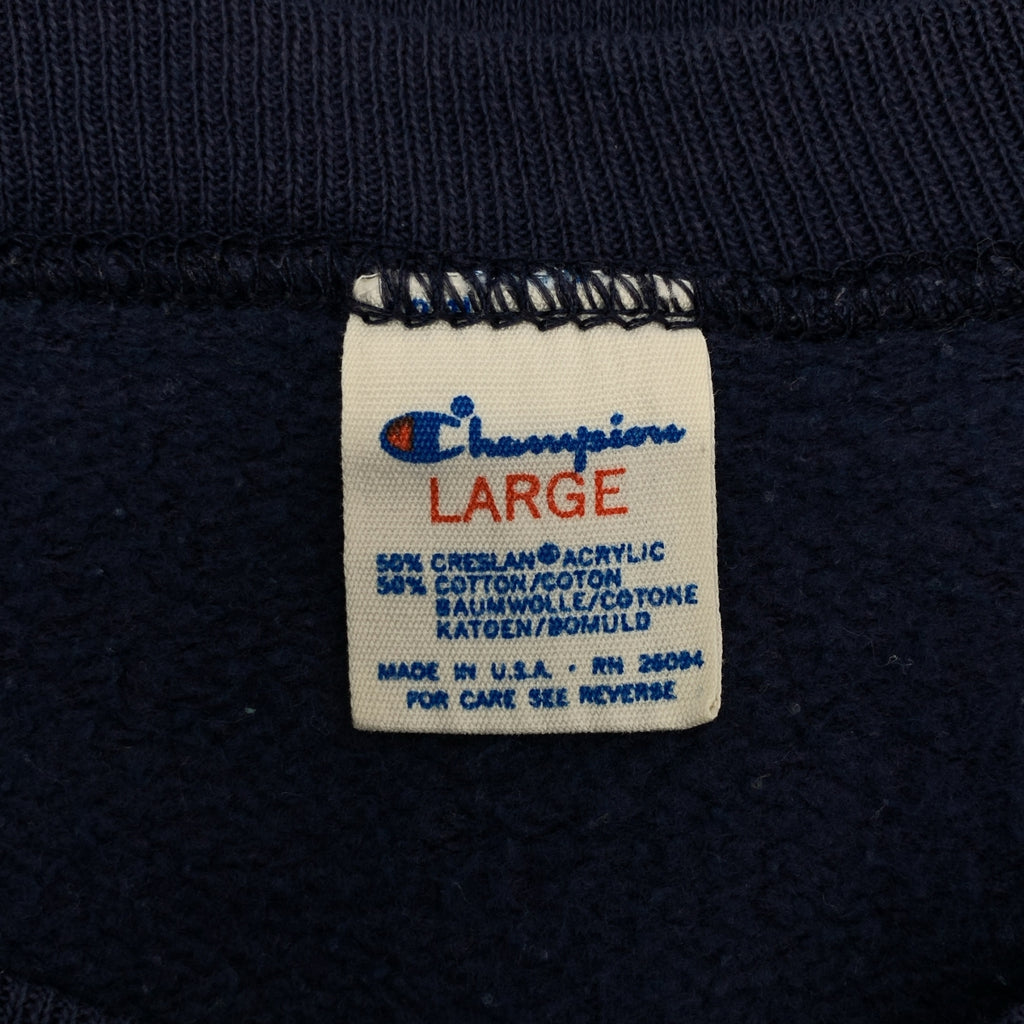 Champion
LARGE
50% CRESLAN® ACRYLIC
50% COTTON/COTON
BAUMWOLLE/COTONE
KATOEN/BOMULD
MADE IN U.S.A. · RN 26094
FOR CARE SEE REVERSE